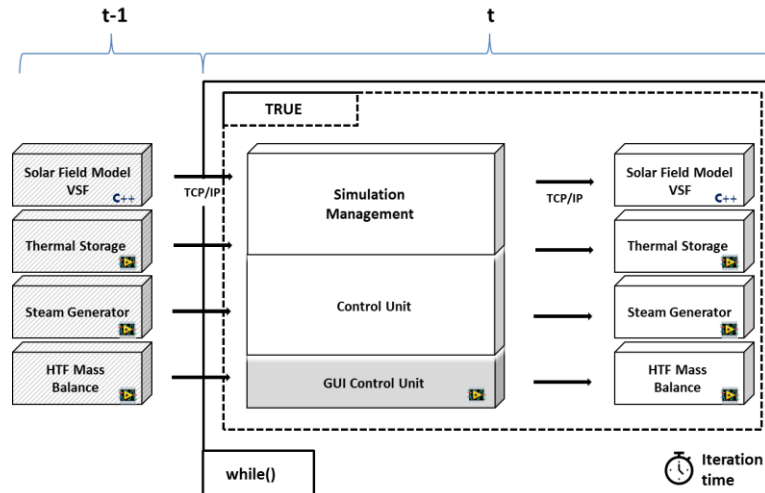 t-1
t
TRUE
Solar Field Model
VSF
C++
TCP/IP
Simulation
Management
TCP/IP
Solar Field Model
VSF
C++
Thermal Storage
Thermal Storage
Steam Generator
Control Unit
Steam Generator
HTF Mass
Balance
GUI Control Unit
HTF Mass
Balance
while()
Iteration
time